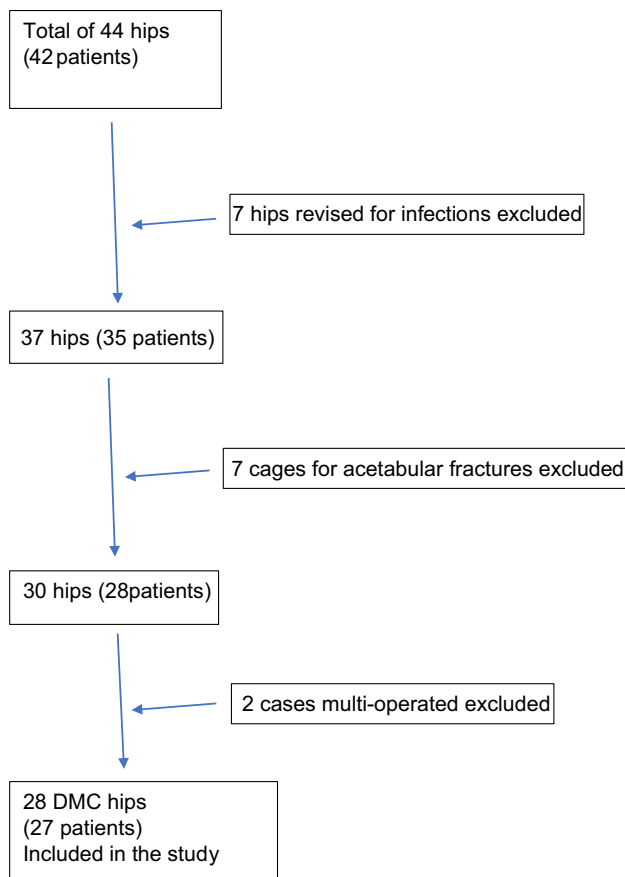 Total of 44 hips
(42 patients)
7 hips revised for infections excluded
37 hips (35 patients)
7 cages for acetabular fractures excluded
30 hips (28patients)
2 cases multi-operated excluded
28 DMC hips
(27 patients)
Included in the study